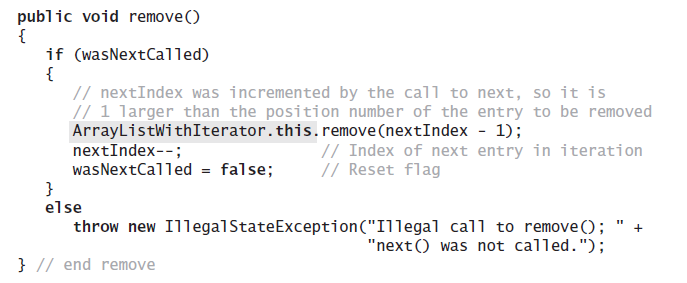 public void remove()
{
if (wasNextCalled)
{
// nextIndex was incremented by the call to next, so it is
// 1 larger than the position number of the entry to be removed
ArrayListWithIterator.this.remove(nextIndex - 1);
nextIndex--; // Index of next entry in iteration
wasNextCalled = false; // Reset flag
}
else
throw new IllegalStateException("Illegal call to remove(); " +
"next() was not called.");
} // end remove